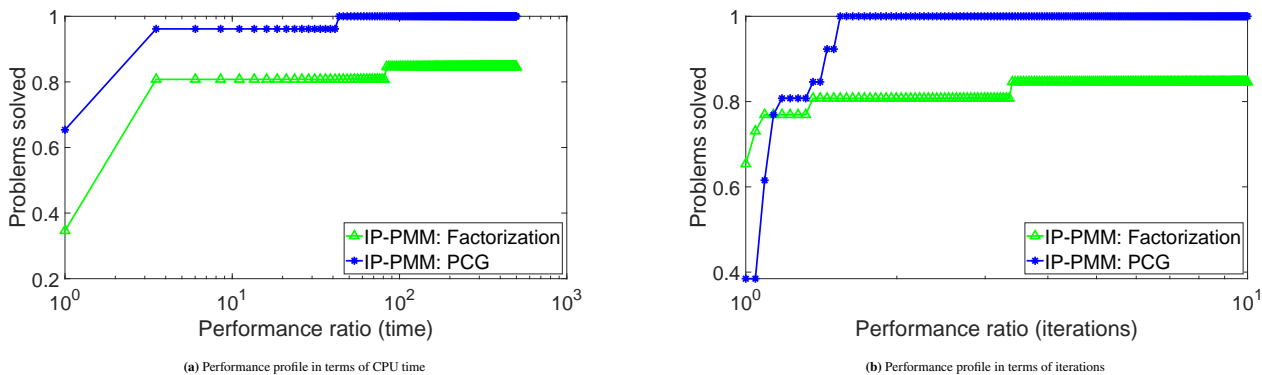 1
0.8
0.6
0.4
0.2
Problems solved
10^0
10^1
10^2
10^3
Performance ratio (time)
IP-PMM: Factorization
IP-PMM: PCG
(a) Performance profile in terms of CPU time
1
0.8
0.6
0.4
Problems solved
10^0
10^1
Performance ratio (iterations)
IP-PMM: Factorization
IP-PMM: PCG
(b) Performance profile in terms of iterations